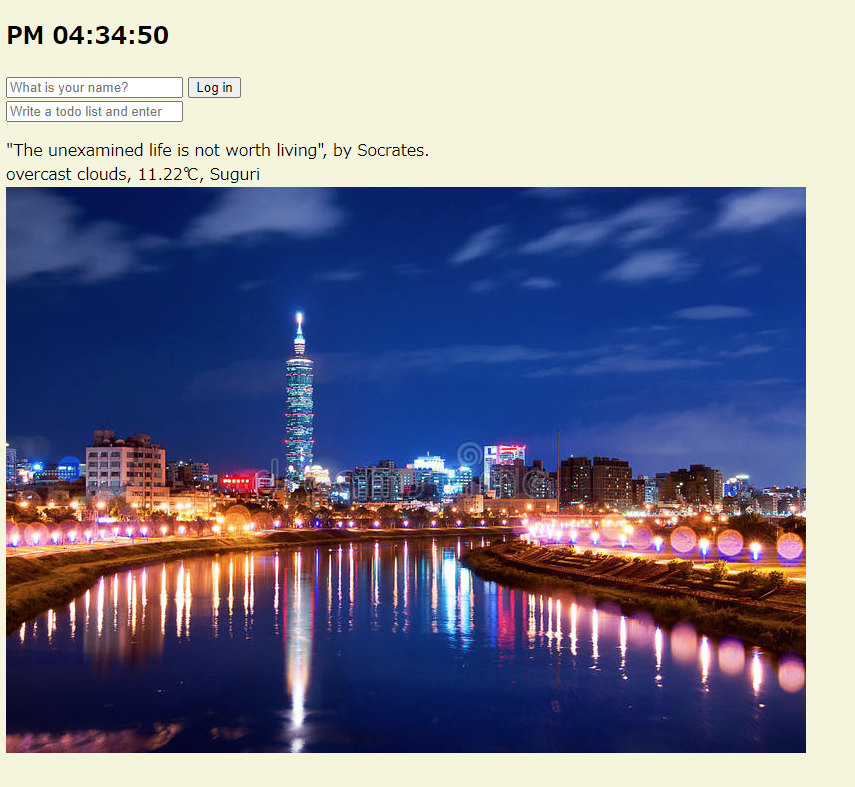 PM 04:34:50
What is your name? Log in
Write a todo list and enter
"The unexamined life is not worth living", by Socrates.
overcast clouds, 11.22℃, Suguri